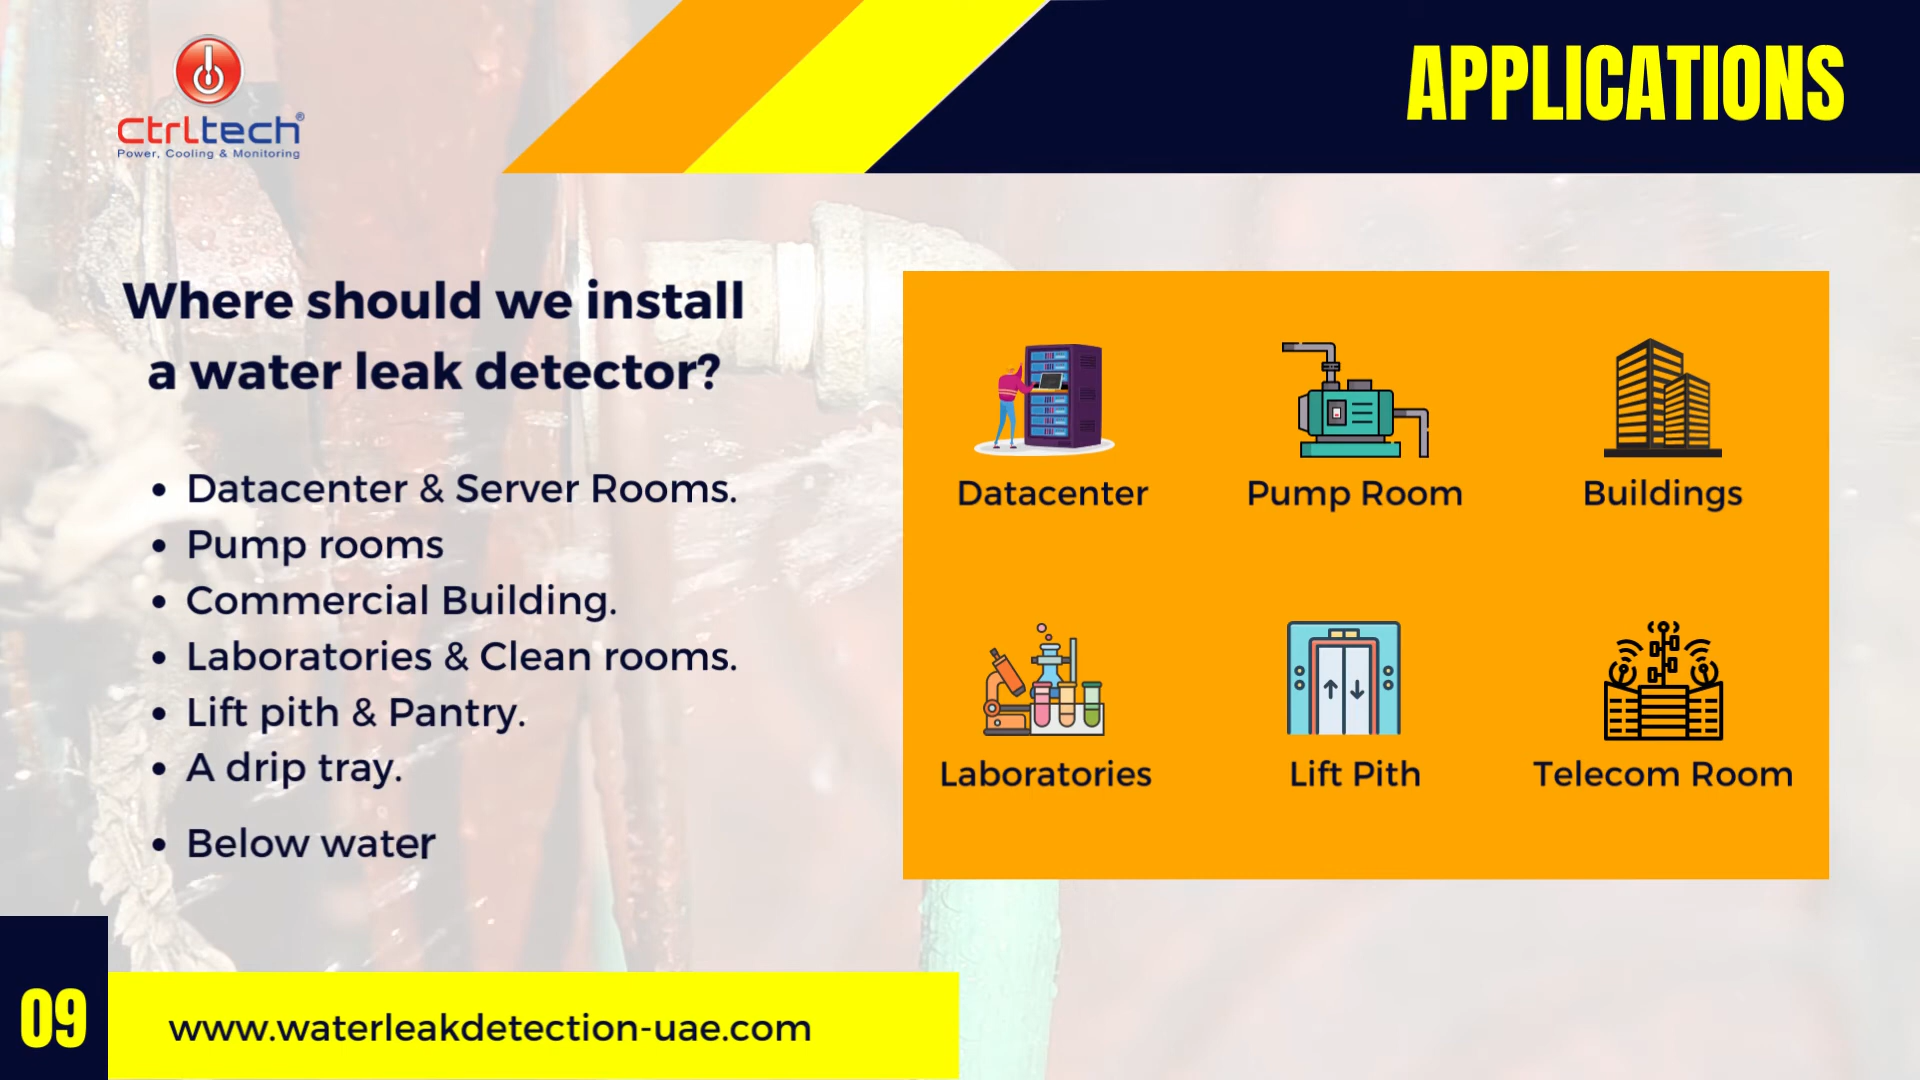 Ctrltech®
Power, Cooling & Monitoring
APPLICATIONS
Where should we install
a water leak detector?
• Datacenter & Server Rooms.
• Pump rooms
• Commercial Building.
• Laboratories & Clean rooms.
• Lift pith & Pantry.
• A drip tray.
• Below water
Datacenter
Pump Room
Buildings
Laboratories
Lift Pith
Telecom Room
09
www.waterleakdetection-uae.com